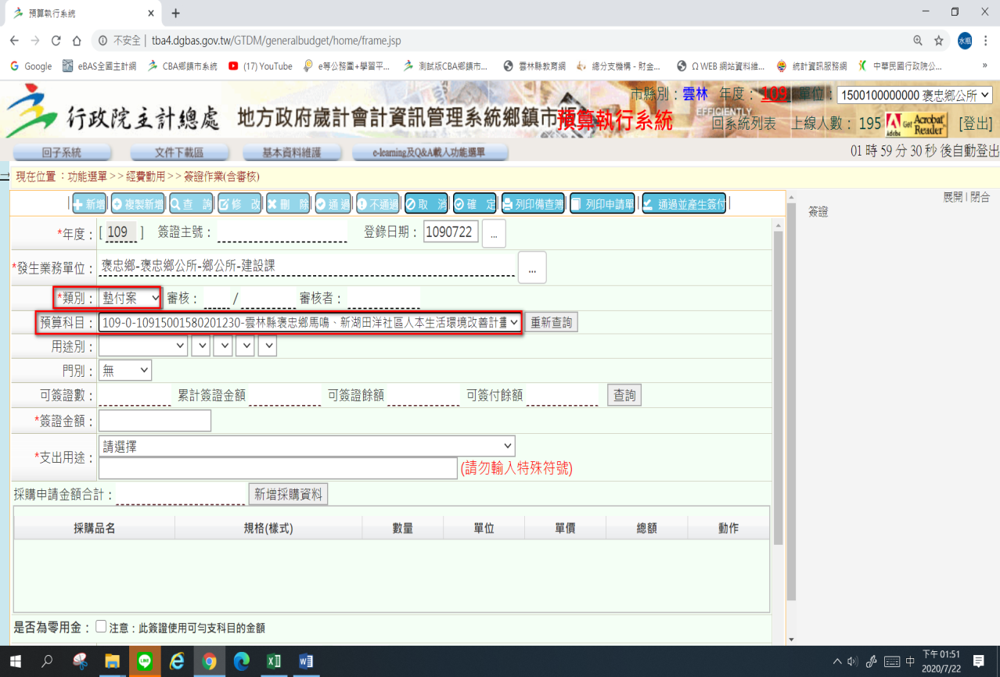 預算執行系統
不安全 | tba4.dgbas.gov.tw/GTDM/generalbudget/home/frame.jsp
水瓶
Google eBAS全國主計網 CBA鄉鎮市系統 (17) YouTube e等公務園+學習平... 測試版CBA鄉鎮市... 雲林縣教育網 總分支機構 - 財金... Ω WEB 網站資料維... 統計資訊服務網 中華民國行政院公... »
行政院主計總處 地方政府歲計會計資訊管理系統鄉鎮市
預算執行系統
EFFICIENTLY
市縣別：雲林 年度： 109 單位： 1500100000000 褒忠鄉公所
回系統列表 上線人數： 195 Get Acrobat Reader Adobe [登出]
回子系統 文件下載區 基本資料維護 e-learning及Q&A載入功能選單 01 時 59 分 30 秒 後自動登出
現在位置 ：功能選單>>經費動用>>簽證作業(含審核)
新增 複製新增 查 詢 修 改 刪 除 通 過 不通過 取 消 確 定 列印備查簿 列印申請單 通過並產生簽付
展開 | 閉合
簽證
*年度： [ 109 ] 簽證主號： 登錄日期： 1090722 ...
*發生業務單位： 褒忠鄉-褒忠鄉公所-鄉公所-建設課 ...
*類別： 墊付案 審核： / 審核者：
預算科目： 109-0-10915001580201230-雲林縣褒忠鄉馬鳴、新湖田洋社區人本生活環境改善計畫 重新查詢
用途別：
門別： 無
可簽證數： 累計簽證金額 可簽證餘額 可簽付餘額 查詢
*簽證金額：
*支出用途： 請選擇
(請勿輸入特殊符號)
採購申請金額合計： 新增採購資料
採購品名 規格(樣式) 數量 單位 單價 總額 動作
是否為零用金： 注意：此簽證使用可勻支科目的金額
中 下午 01:51
2020/7/22